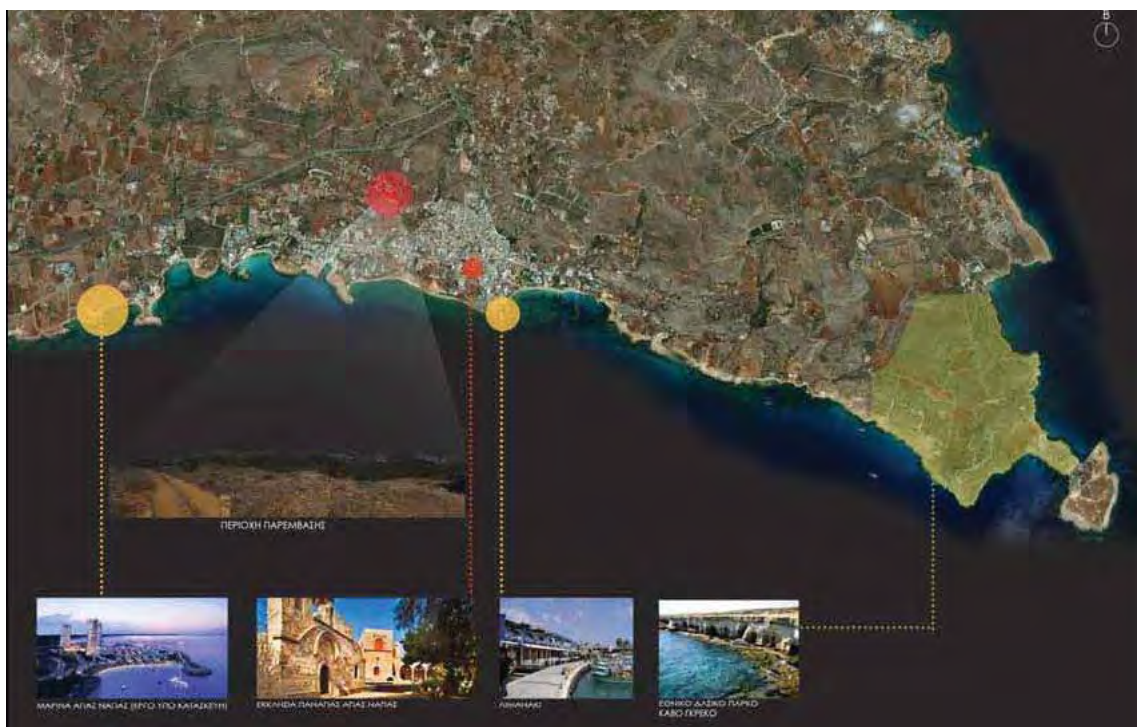 Β
ΠΕΡΙΟΧΗ ΠΑΡΕΜΒΑΣΗΣ
ΜΑΡΙΝΑ ΑΓΙΑΣ ΝΑΠΑΣ (ΕΡΓΟ ΥΠΟ ΚΑΤΑΣΚΕΥΗ)
ΕΚΚΛΗΣΙΑ ΠΑΝΑΓΙΑΣ ΑΓΙΑΣ ΝΑΠΑΣ
ΛΙΜΑΝΑΚΙ
ΕΘΝΙΚΟ ΔΑΣΙΚΟ ΠΑΡΚΟ
ΚΑΒΟ ΓΚΡΕΚΟ